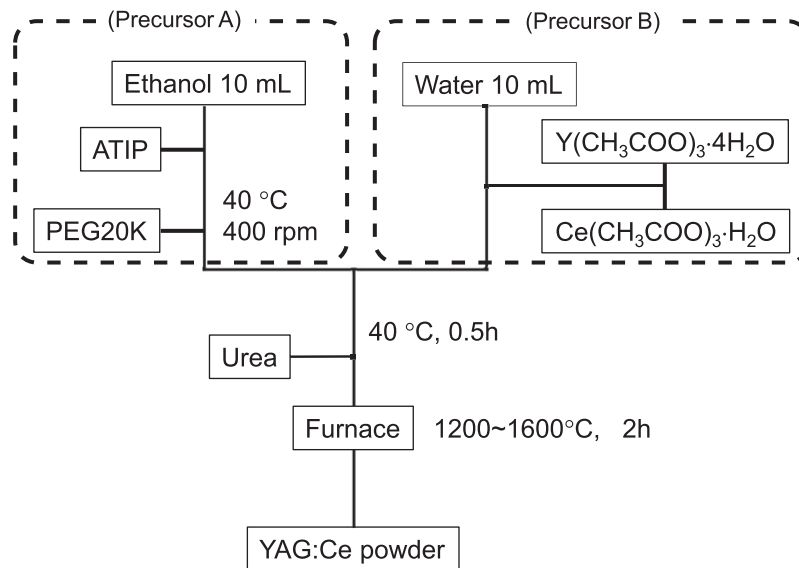 (Precursor A)
Ethanol 10 mL
ATIP
PEG20K
40 °C
400 rpm
(Precursor B)
Water 10 mL
Y(CH₃COO)₃·4H₂O
Ce(CH₃COO)₃·H₂O
40 °C, 0.5h
Urea
Furnace
1200~1600°C, 2h
YAG:Ce powder